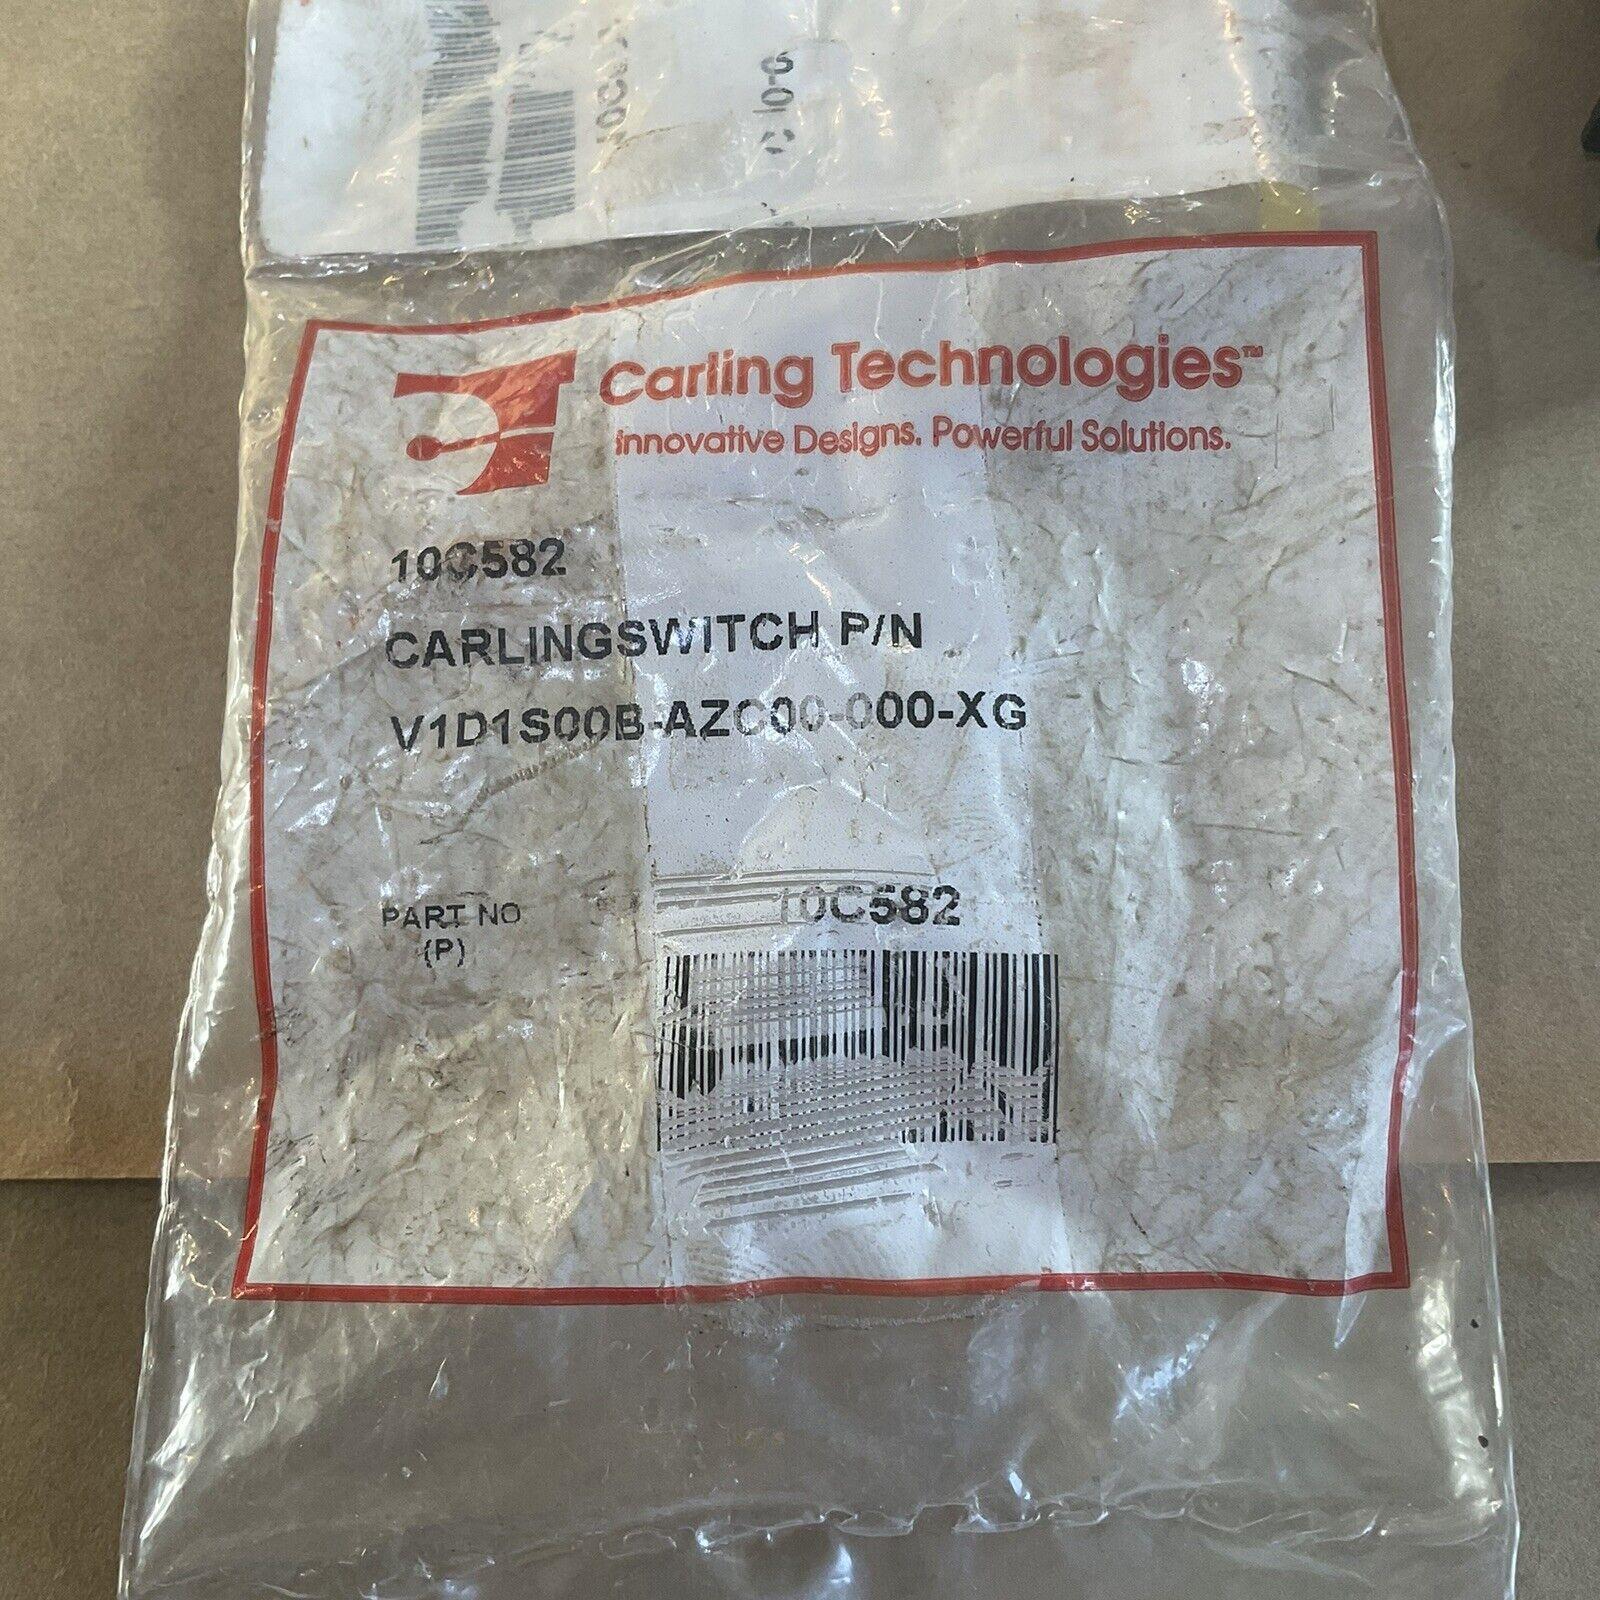 Carling Technologies™
Innovative Designs. Powerful Solutions.
10C582
CARLINGSWITCH P/N
V1D1S00B-AZC00-000-XG
PART NO
(P)
10C582